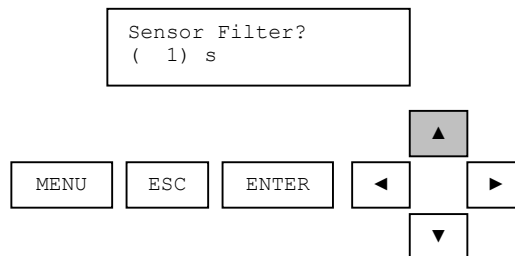 Sensor Filter?
(  1) s
▲
MENU ESC ENTER ◄ ►
▼